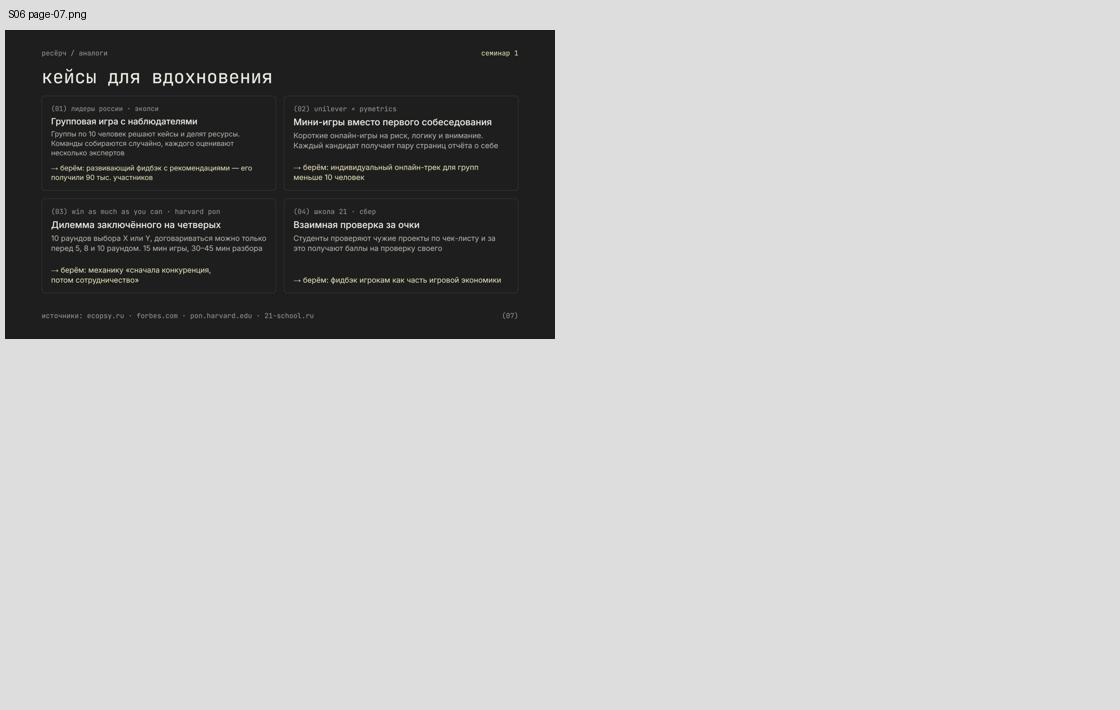 S06 page-07.png
ресёрч / аналоги
семинар 1
кейсы для вдохновения
(01) лидеры россии · экопси
Групповая игра с наблюдателями
Группы по 10 человек решают кейсы и делят ресурсы.
Команды собираются случайно, каждого оценивают
несколько экспертов
→ берём: развивающий фидбэк с рекомендациями — его
получили 90 тыс. участников
(02) unilever × pymetrics
Мини-игры вместо первого собеседования
Короткие онлайн-игры на риск, логику и внимание.
Каждый кандидат получает пару страниц отчёта о себе
→ берём: индивидуальный онлайн-трек для групп
меньше 10 человек
(03) win as much as you can · harvard pon
Дилемма заключённого на четверых
10 раундов выбора X или Y, договариваться можно только
перед 5, 8 и 10 раундом. 15 мин игры, 30–45 мин разбора
→ берём: механику «сначала конкуренция,
потом сотрудничество»
(04) школа 21 · сбер
Взаимная проверка за очки
Студенты проверяют чужие проекты по чек-листу и за
это получают баллы на проверку своего
→ берём: фидбэк игрокам как часть игровой экономики
источники: ecopsy.ru · forbes.com · pon.harvard.edu · 21-school.ru
(07)